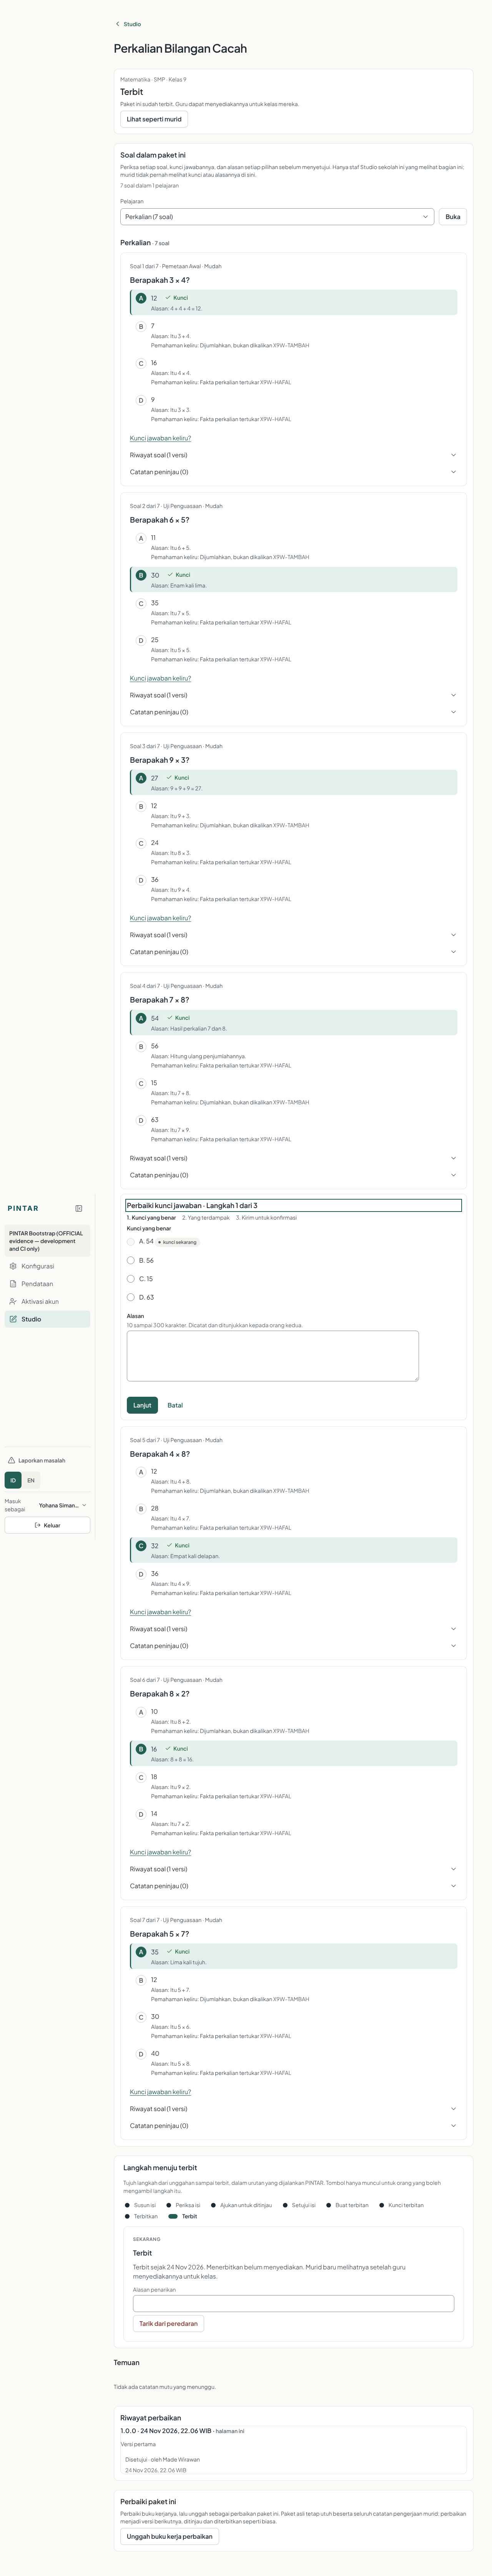 Studio
Perkalian Bilangan Cacah
Matematika · SMP · Kelas 9
Terbit
Paket ini sudah terbit. Guru dapat menyediakannya untuk kelas mereka.
Lihat seperti murid
Soal dalam paket ini
Periksa setiap soal, kunci jawabannya, dan alasan setiap pilihan sebelum menyetujui. Hanya staf Studio sekolah ini yang melihat bagian ini; murid tidak pernah melihat kunci atau alasannya di sini.
7 soal dalam 1 pelajaran
Pelajaran
Perkalian (7 soal)
Buka
Perkalian · 7 soal
Soal 1 dari 7 · Pemetaan Awal · Mudah
Berapakah 3 × 4?
A 12 Kunci
Alasan: 4 + 4 + 4 = 12.
B 7
Alasan: Itu 3 + 4.
Pemahaman keliru: Dijumlahkan, bukan dikalikan X9W-TAMBAH
C 16
Alasan: Itu 4 × 4.
Pemahaman keliru: Fakta perkalian tertukar X9W-HAFAL
D 9
Alasan: Itu 3 × 3.
Pemahaman keliru: Fakta perkalian tertukar X9W-HAFAL
Kunci jawaban keliru?
Riwayat soal (1 versi)
Catatan peninjau (0)
Soal 2 dari 7 · Uji Penguasaan · Mudah
Berapakah 6 × 5?
A 11
Alasan: Itu 6 + 5.
Pemahaman keliru: Dijumlahkan, bukan dikalikan X9W-TAMBAH
B 30 Kunci
Alasan: Enam kali lima.
C 35
Alasan: Itu 7 × 5.
Pemahaman keliru: Fakta perkalian tertukar X9W-HAFAL
D 25
Alasan: Itu 5 × 5.
Pemahaman keliru: Fakta perkalian tertukar X9W-HAFAL
Kunci jawaban keliru?
Riwayat soal (1 versi)
Catatan peninjau (0)
Soal 3 dari 7 · Uji Penguasaan · Mudah
Berapakah 9 × 3?
A 27 Kunci
Alasan: 9 + 9 + 9 = 27.
B 12
Alasan: Itu 9 + 3.
Pemahaman keliru: Dijumlahkan, bukan dikalikan X9W-TAMBAH
C 24
Alasan: Itu 8 × 3.
Pemahaman keliru: Fakta perkalian tertukar X9W-HAFAL
D 36
Alasan: Itu 9 × 4.
Pemahaman keliru: Fakta perkalian tertukar X9W-HAFAL
Kunci jawaban keliru?
Riwayat soal (1 versi)
Catatan peninjau (0)
Soal 4 dari 7 · Uji Penguasaan · Mudah
Berapakah 7 × 8?
A 54 Kunci
Alasan: Hasil perkalian 7 dan 8.
B 56
Alasan: Hitung ulang penjumlahannya.
Pemahaman keliru: Fakta perkalian tertukar X9W-HAFAL
C 15
Alasan: Itu 7 + 8.
Pemahaman keliru: Dijumlahkan, bukan dikalikan X9W-TAMBAH
D 63
Alasan: Itu 7 × 9.
Pemahaman keliru: Fakta perkalian tertukar X9W-HAFAL
Riwayat soal (1 versi)
Catatan peninjau (0)
Perbaiki kunci jawaban · Langkah 1 dari 3
1. Kunci yang benar 2. Yang terdampak 3. Kirim untuk konfirmasi
Kunci yang benar
A. 54 kunci sekarang
B. 56
C. 15
D. 63
Alasan
10 sampai 300 karakter. Dicatat dan ditunjukkan kepada orang kedua.
Lanjut
Batal
PINTAR
PINTAR Bootstrap (OFFICIAL evidence — development and CI only)
Konfigurasi
Pendataan
Aktivasi akun
Studio
Laporkan masalah
ID EN
Masuk sebagai
Yohana Siman...
Keluar
Soal 5 dari 7 · Uji Penguasaan · Mudah
Berapakah 4 × 8?
A 12
Alasan: Itu 4 + 8.
Pemahaman keliru: Dijumlahkan, bukan dikalikan X9W-TAMBAH
B 28
Alasan: Itu 4 × 7.
Pemahaman keliru: Fakta perkalian tertukar X9W-HAFAL
C 32 Kunci
Alasan: Empat kali delapan.
D 36
Alasan: Itu 4 × 9.
Pemahaman keliru: Fakta perkalian tertukar X9W-HAFAL
Kunci jawaban keliru?
Riwayat soal (1 versi)
Catatan peninjau (0)
Soal 6 dari 7 · Uji Penguasaan · Mudah
Berapakah 8 × 2?
A 10
Alasan: Itu 8 + 2.
Pemahaman keliru: Dijumlahkan, bukan dikalikan X9W-TAMBAH
B 16 Kunci
Alasan: 8 + 8 = 16.
C 18
Alasan: Itu 9 × 2.
Pemahaman keliru: Fakta perkalian tertukar X9W-HAFAL
D 14
Alasan: Itu 7 × 2.
Pemahaman keliru: Fakta perkalian tertukar X9W-HAFAL
Kunci jawaban keliru?
Riwayat soal (1 versi)
Catatan peninjau (0)
Soal 7 dari 7 · Uji Penguasaan · Mudah
Berapakah 5 × 7?
A 35 Kunci
Alasan: Lima kali tujuh.
B 12
Alasan: Itu 5 + 7.
Pemahaman keliru: Dijumlahkan, bukan dikalikan X9W-TAMBAH
C 30
Alasan: Itu 5 × 6.
Pemahaman keliru: Fakta perkalian tertukar X9W-HAFAL
D 40
Alasan: Itu 5 × 8.
Pemahaman keliru: Fakta perkalian tertukar X9W-HAFAL
Kunci jawaban keliru?
Riwayat soal (1 versi)
Catatan peninjau (0)
Langkah menuju terbit
Tujuh langkah dari unggahan sampai terbit, dalam urutan yang dijalankan PINTAR. Tombol hanya muncul untuk orang yang boleh mengambil langkah itu.
Susun isi Periksa isi Ajukan untuk ditinjau Setujui isi Buat terbitan Kunci terbitan
Terbitkan Terbit
SEKARANG
Terbit
Terbit sejak 24 Nov 2026. Menerbitkan belum menyediakan. Murid baru melihatnya setelah guru menyediakannya untuk kelas.
Alasan penarikan
Tarik dari peredaran
Temuan
Tidak ada catatan mutu yang menunggu.
Riwayat perbaikan
1.0.0 · 24 Nov 2026, 22.06 WIB · halaman ini
Versi pertama
Disetujui · oleh Made Wirawan
24 Nov 2026, 22.06 WIB
Perbaiki paket ini
Perbaiki buku kerjanya, lalu unggah sebagai perbaikan paket ini. Paket asli tetap utuh beserta seluruh catatan pengerjaan murid; perbaikan menjadi versi berikutnya, ditinjau dan diterbitkan seperti biasa.
Unggah buku kerja perbaikan